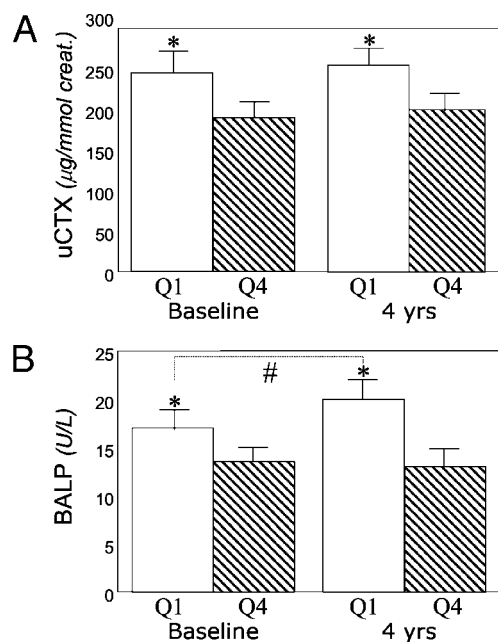 A
uCTX (µg/mmol creat.)
300
250
200
150
100
50
0
*
*
Q1 Q4 Q1 Q4
Baseline 4 yrs
B
BALP (U/L)
25
20
15
10
5
0
*
#
*
Q1 Q4 Q1 Q4
Baseline 4 yrs